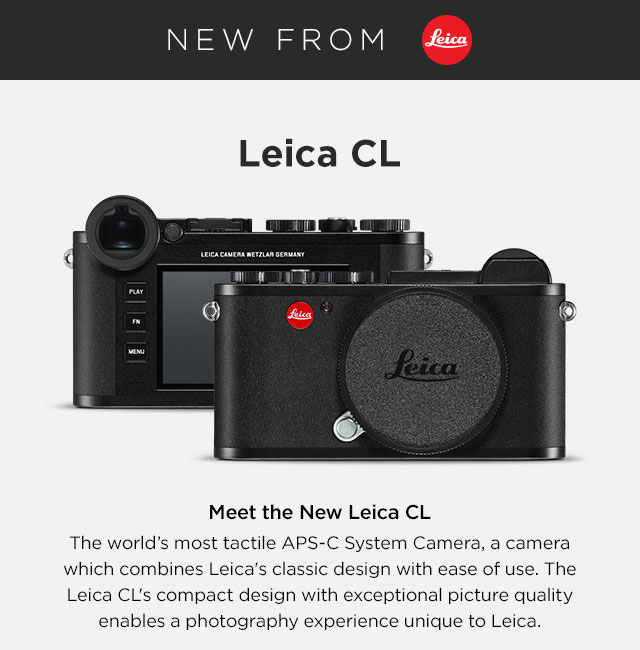 NEW FROM Leica
Leica CL
LEICA CAMERA WETZLAR GERMANY
PLAY
FN
MENU
Leica
Leica
Meet the New Leica CL
The world’s most tactile APS-C System Camera, a camera
which combines Leica's classic design with ease of use. The
Leica CL's compact design with exceptional picture quality
enables a photography experience unique to Leica.